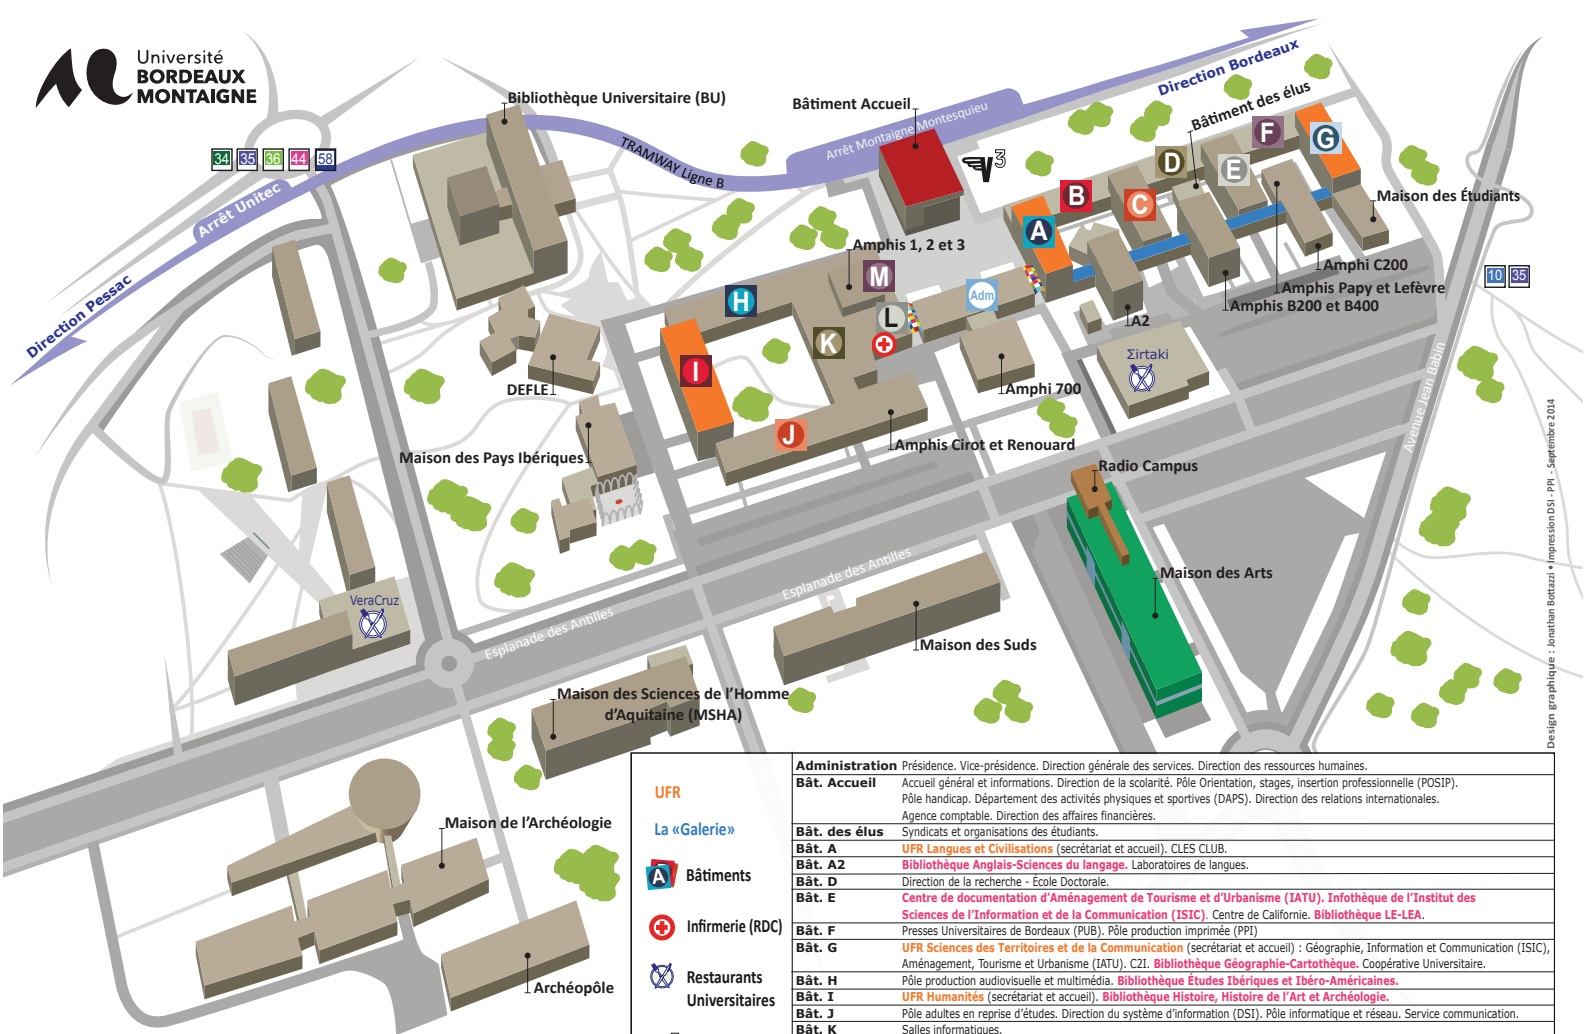 Université
BORDEAUX
MONTAIGNE
34 35 36 44 58
Arrêt Unitec
Direction Pessac
Bibliothèque Universitaire (BU)
TRAMWAY Ligne B
Bâtiment Accueil
Arrêt Montaigne Montesquieu
Direction Bordeaux
V3
Bâtiment des élus
F
G
D
E
B
C
A
Maison des Étudiants
Amphi C200
Amphis Papy et Lefèvre
Amphis B200 et B400
A2
10 35
Amphis 1, 2 et 3
M
H
Adm
L
K
I
J
Σirtaki
Amphi 700
Amphis Cirot et Renouard
DEFLE
Maison des Pays Ibériques
Avenue Jean Babin
Radio Campus
Maison des Arts
Esplanade des Antilles
Esplanade des Antilles
VeraCruz
Maison des Suds
Maison des Sciences de l'Homme
d'Aquitaine (MSHA)
Maison de l'Archéologie
Archéopôle
Design graphique : Jonathan Bottazzi • Impression DSI - PPI - Septembre 2014
UFR
La «Galerie»
A Bâtiments
Infirmerie (RDC)
Restaurants
Universitaires
Administration Présidence. Vice-présidence. Direction générale des services. Direction des ressources humaines.
Bât. Accueil Accueil général et informations. Direction de la scolarité. Pôle Orientation, stages, insertion professionnelle (POSIP).
Pôle handicap. Département des activités physiques et sportives (DAPS). Direction des relations internationales.
Agence comptable. Direction des affaires financières.
Bât. des élus Syndicats et organisations des étudiants.
Bât. A UFR Langues et Civilisations (secrétariat et accueil). CLES CLUB.
Bât. A2 Bibliothèque Anglais-Sciences du langage. Laboratoires de langues.
Bât. D Direction de la recherche - École Doctorale.
Bât. E Centre de documentation d'Aménagement de Tourisme et d'Urbanisme (IATU). Infothèque de l'Institut des
Sciences de l'Information et de la Communication (ISIC). Centre de Californie. Bibliothèque LE-LEA.
Bât. F Presses Universitaires de Bordeaux (PUB). Pôle production imprimée (PPI)
Bât. G UFR Sciences des Territoires et de la Communication (secrétariat et accueil) : Géographie, Information et Communication (ISIC),
Aménagement, Tourisme et Urbanisme (IATU). C2I. Bibliothèque Géographie-Cartothèque. Coopérative Universitaire.
Bât. H Pôle production audiovisuelle et multimédia. Bibliothèque Études Ibériques et Ibéro-Américaines.
Bât. I UFR Humanités (secrétariat et accueil). Bibliothèque Histoire, Histoire de l'Art et Archéologie.
Bât. J Pôle adultes en reprise d'études. Direction du système d'information (DSI). Pôle informatique et réseau. Service communication.
Bât. K Salles informatiques.